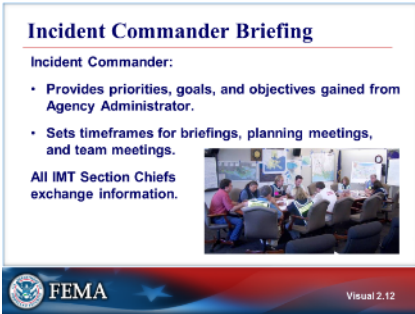 Incident Commander Briefing
Incident Commander:
• Provides priorities, goals, and objectives gained from
Agency Administrator.
• Sets timeframes for briefings, planning meetings,
and team meetings.
All IMT Section Chiefs
exchange information.
FEMA
Visual 2.12